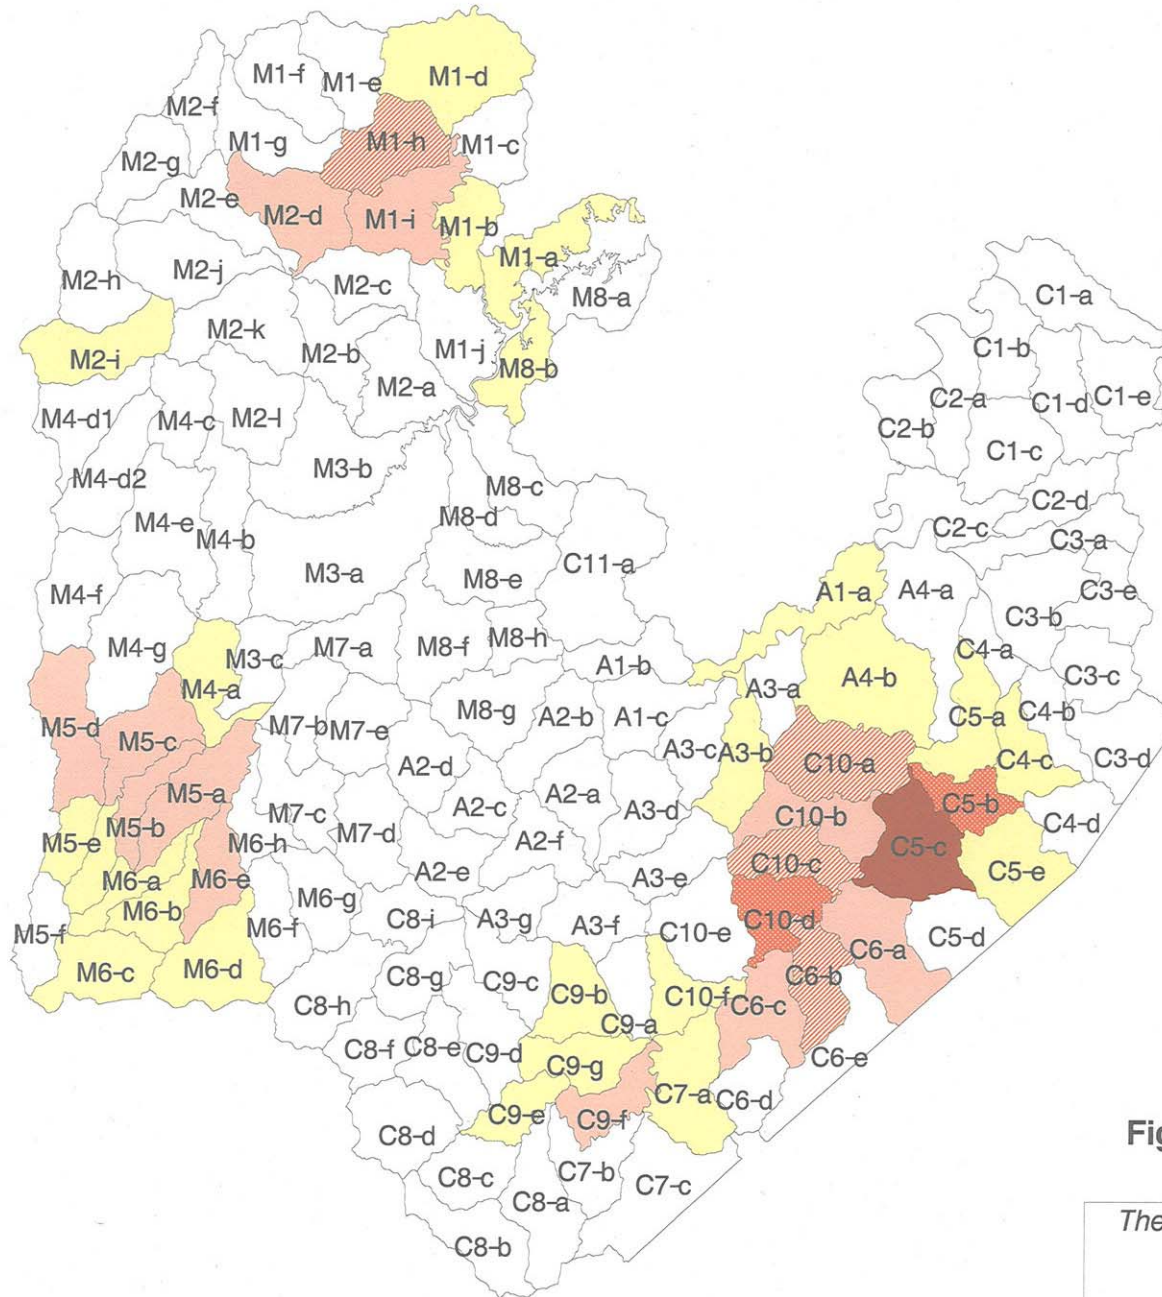 M1-f
M1-e
M1-d
M2-f
M1-g
M1-h
M1-c
M2-g
M2-e
M2-d
M1-i
M1-b
M1-a
M2-h
M2-j
M2-c
M8-a
M2-i
M2-k
M2-b
M1-j
M8-b
M2-a
M4-d1
M4-c
M2-l
M4-d2
M3-b
M8-c
M4-e
M8-d
M4-b
M3-a
M8-e
C11-a
M4-f
M4-g
M3-c
M7-a
M8-f
M8-h
M4-a
A1-b
C1-a
C1-b
C2-a
C1-d
C1-e
C2-b
C1-c
C2-d
C2-c
C3-a
A1-a
A4-a
C3-e
C3-b
C4-a
C3-c
A3-a
A4-b
C5-a
C4-b
C4-c
C3-d
M5-d
M5-c
M7-b
M7-e
M8-g
A2-b
A1-c
A3-c
A3-b
C10-a
M5-a
A2-d
A2-a
A3-d
C10-b
C5-b
C4-d
M5-b
M7-c
M7-d
A2-c
A2-f
C5-c
M5-e
M6-h
C10-c
C5-e
M6-a
M6-e
A2-e
A3-e
M6-g
M6-b
C8-i
A3-g
A3-f
C10-d
C10-e
C6-a
C5-d
M5-f
M6-f
M6-c
M6-d
C8-g
C9-c
C9-b
C10-f
C6-b
C6-c
C8-h
C9-a
C8-f
C8-e
C9-d
C9-g
C6-e
C7-a
C6-d
C9-e
C9-f
C8-d
C8-c
C7-b
C7-c
C8-a
C8-b
Fig
The